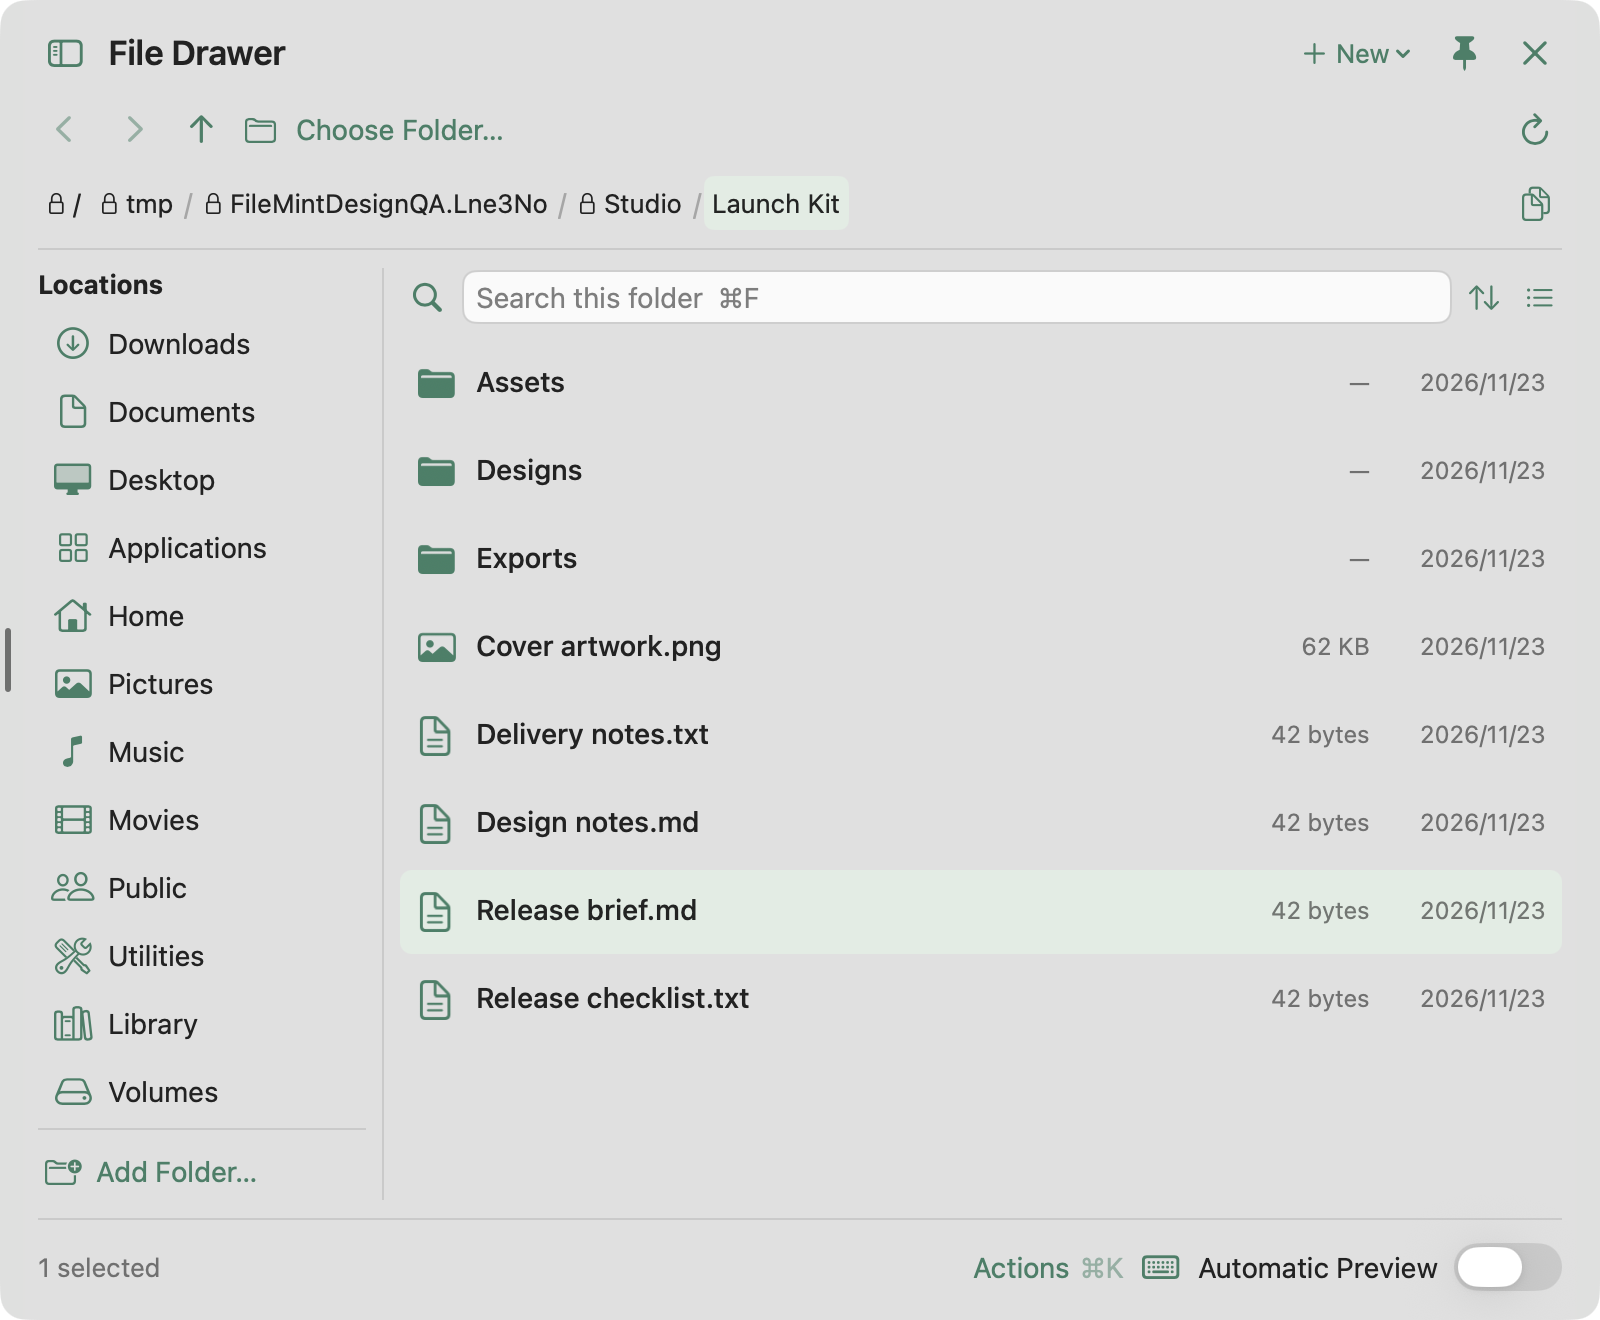 File Drawer
+ New
Choose Folder...
/ tmp / FileMintDesignQA.Lne3No / Studio / Launch Kit
Locations
Downloads
Documents
Desktop
Applications
Home
Pictures
Music
Movies
Public
Utilities
Library
Volumes
Add Folder...
Search this folder ⌘F
Assets — 2026/11/23
Designs — 2026/11/23
Exports — 2026/11/23
Cover artwork.png 62 KB 2026/11/23
Delivery notes.txt 42 bytes 2026/11/23
Design notes.md 42 bytes 2026/11/23
Release brief.md 42 bytes 2026/11/23
Release checklist.txt 42 bytes 2026/11/23
1 selected
Actions ⌘K
Automatic Preview